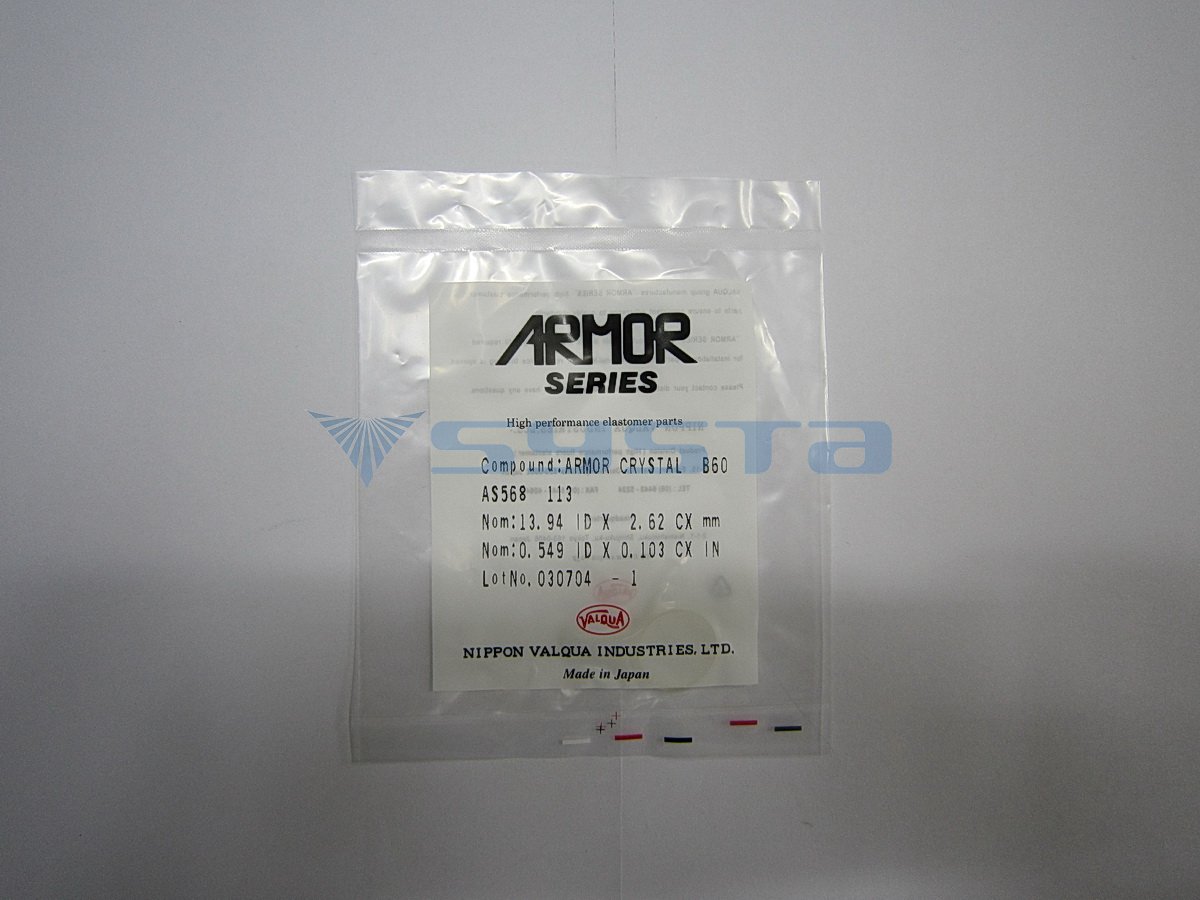 ARMOR
SERIES
High performance elastomer parts
systa
Compound:ARMOR CRYSTAL B60
AS568 113
Nom:13.94 ID X 2.62 CX mm
Nom:0.549 ID X 0.103 CX IN
LotNo.030704 - 1
VALQUA
NIPPON VALQUA INDUSTRIES, LTD.
Made in Japan